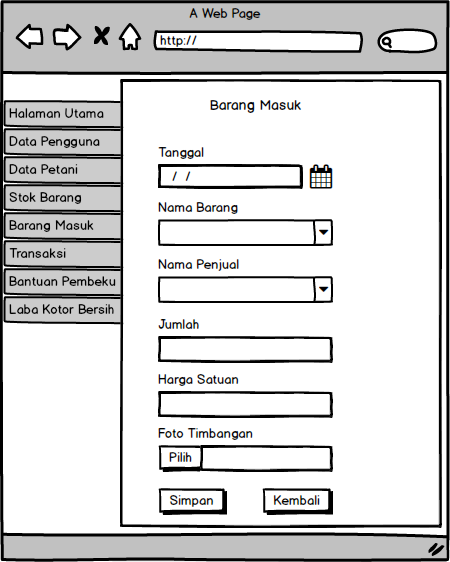 A Web Page
http://
Halaman Utama
Data Pengguna
Data Petani
Stok Barang
Barang Masuk
Transaksi
Bantuan Pembeku
Laba Kotor Bersih
Barang Masuk
Tanggal
/ /
Nama Barang
Nama Penjual
Jumlah
Harga Satuan
Foto Timbangan
Pilih
Simpan
Kembali